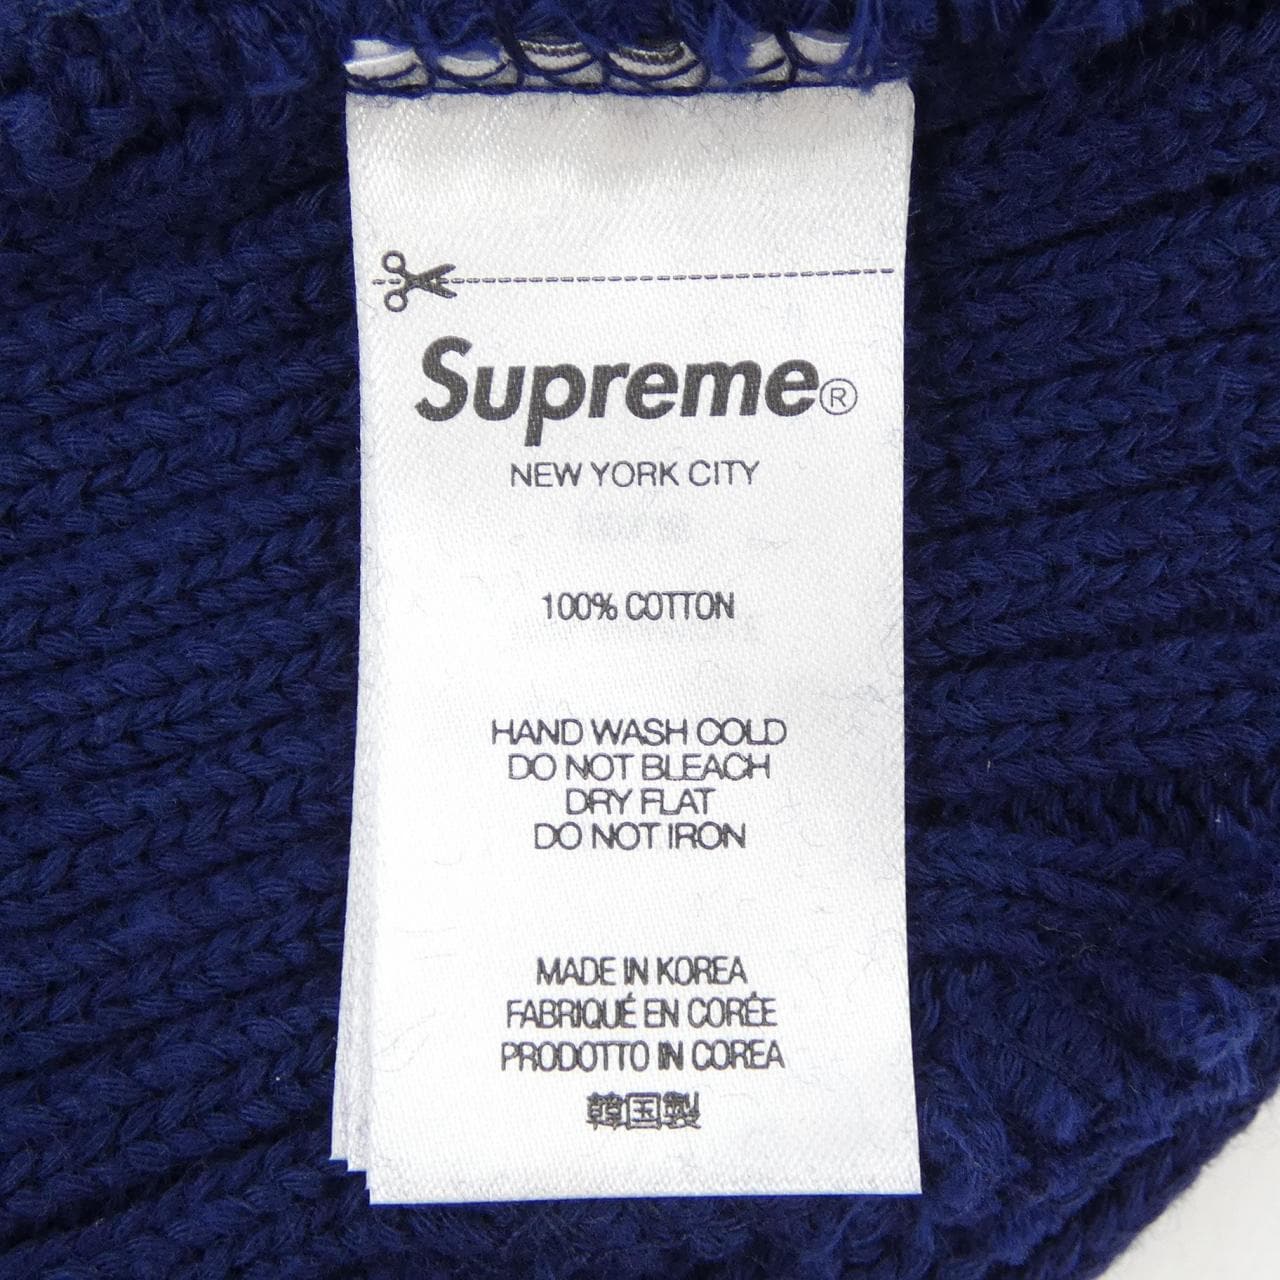 Supreme®
NEW YORK CITY
100% COTTON
HAND WASH COLD
DO NOT BLEACH
DRY FLAT
DO NOT IRON
MADE IN KOREA
FABRIQUÉ EN CORÉE
PRODOTTO IN COREA
韓国製